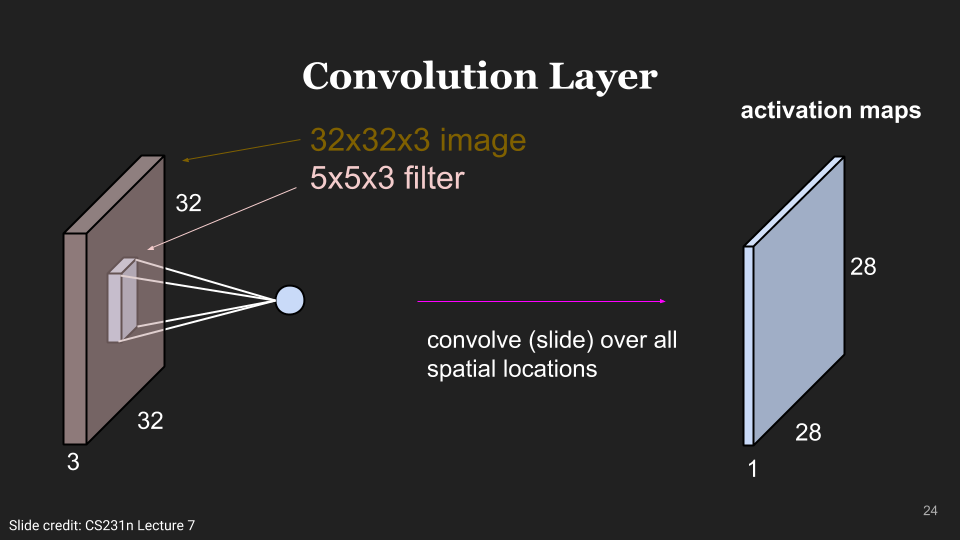 Convolution Layer
activation maps
32x32x3 image
5x5x3 filter
32
28
convolve (slide) over all
spatial locations
32
28
3
1
24
Slide credit: CS231n Lecture 7